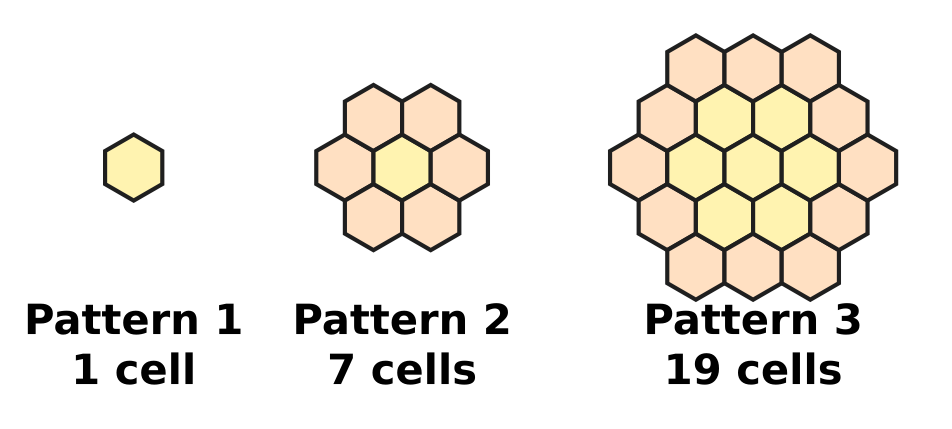 Pattern 1
1 cell
Pattern 2
7 cells
Pattern 3
19 cells